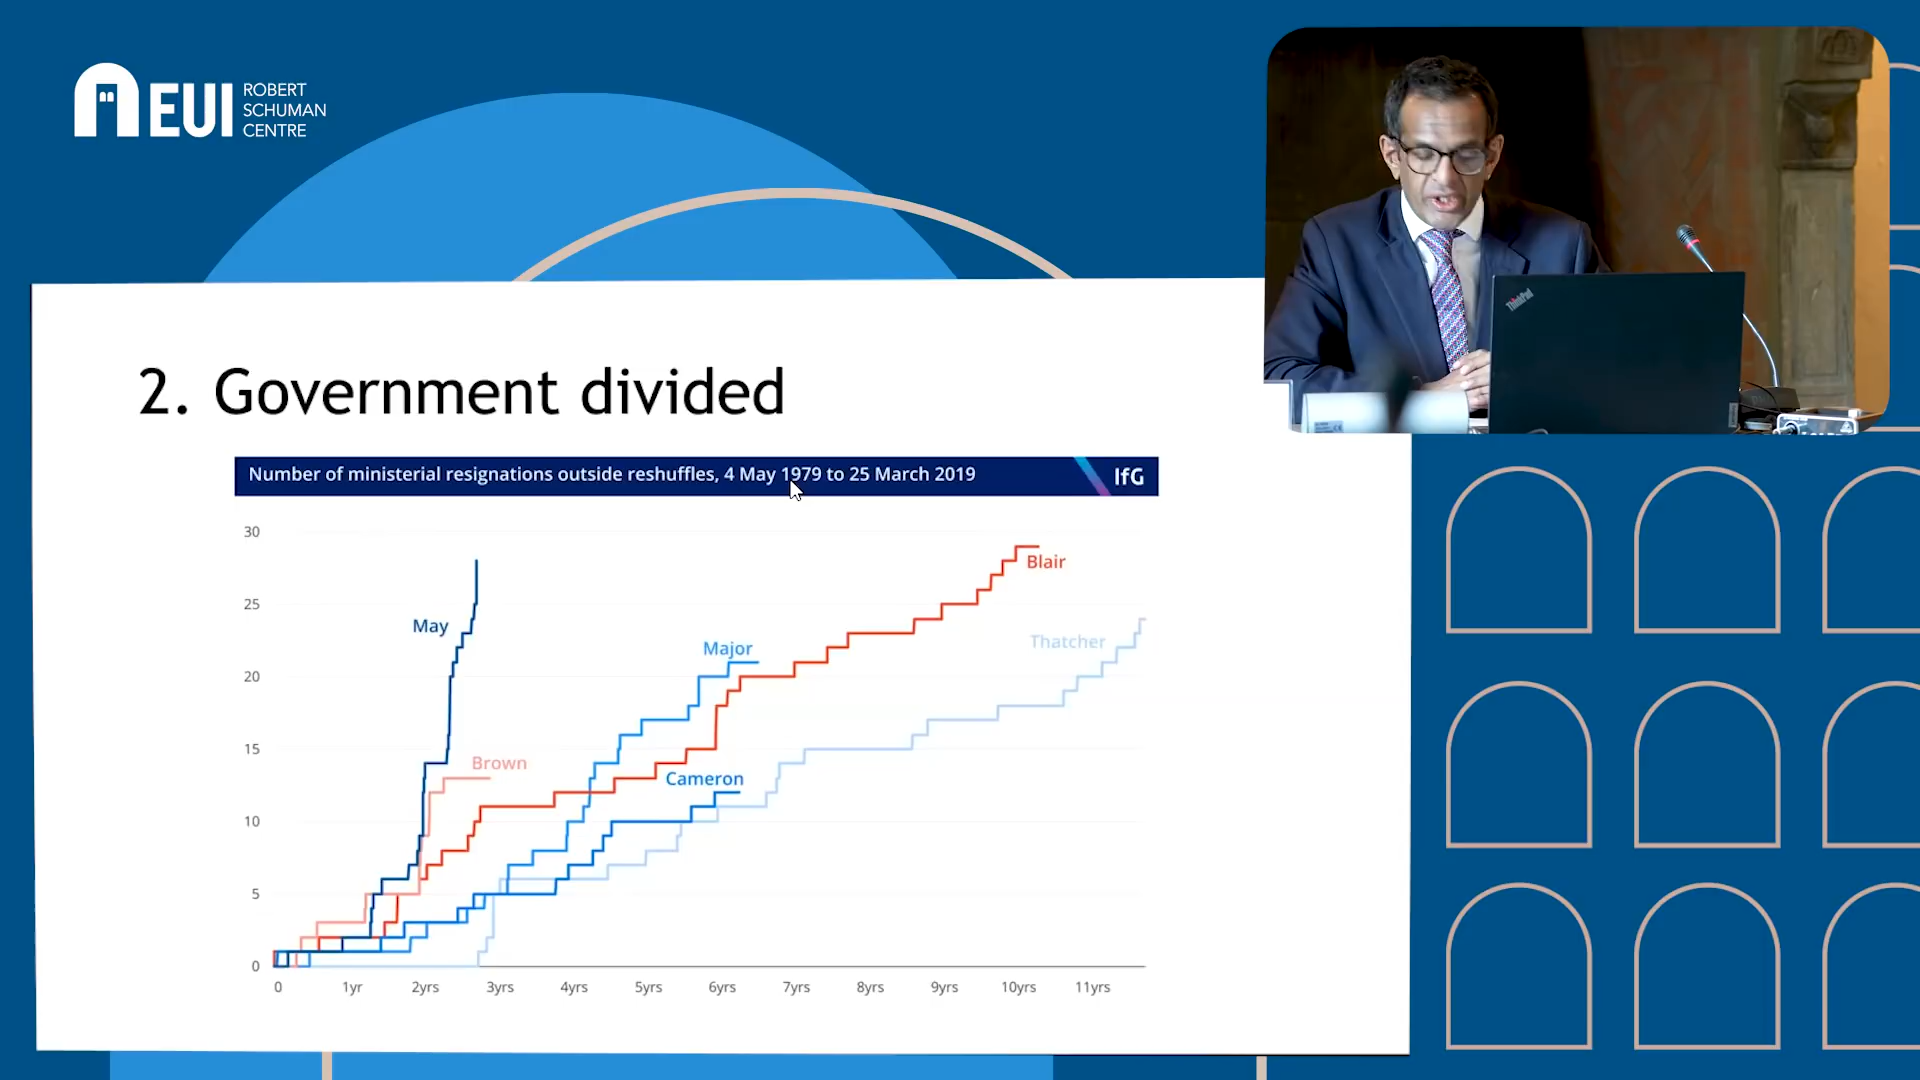 EUI
ROBERT
SCHUMAN
CENTRE
ThinkPad
2. Government divided
Number of ministerial resignations outside reshuffles, 4 May 1979 to 25 March 2019
IfG
30
25
20
15
10
5
0
May
Brown
Major
Cameron
Blair
Thatcher
0 1yr 2yrs 3yrs 4yrs 5yrs 6yrs 7yrs 8yrs 9yrs 10yrs 11yrs